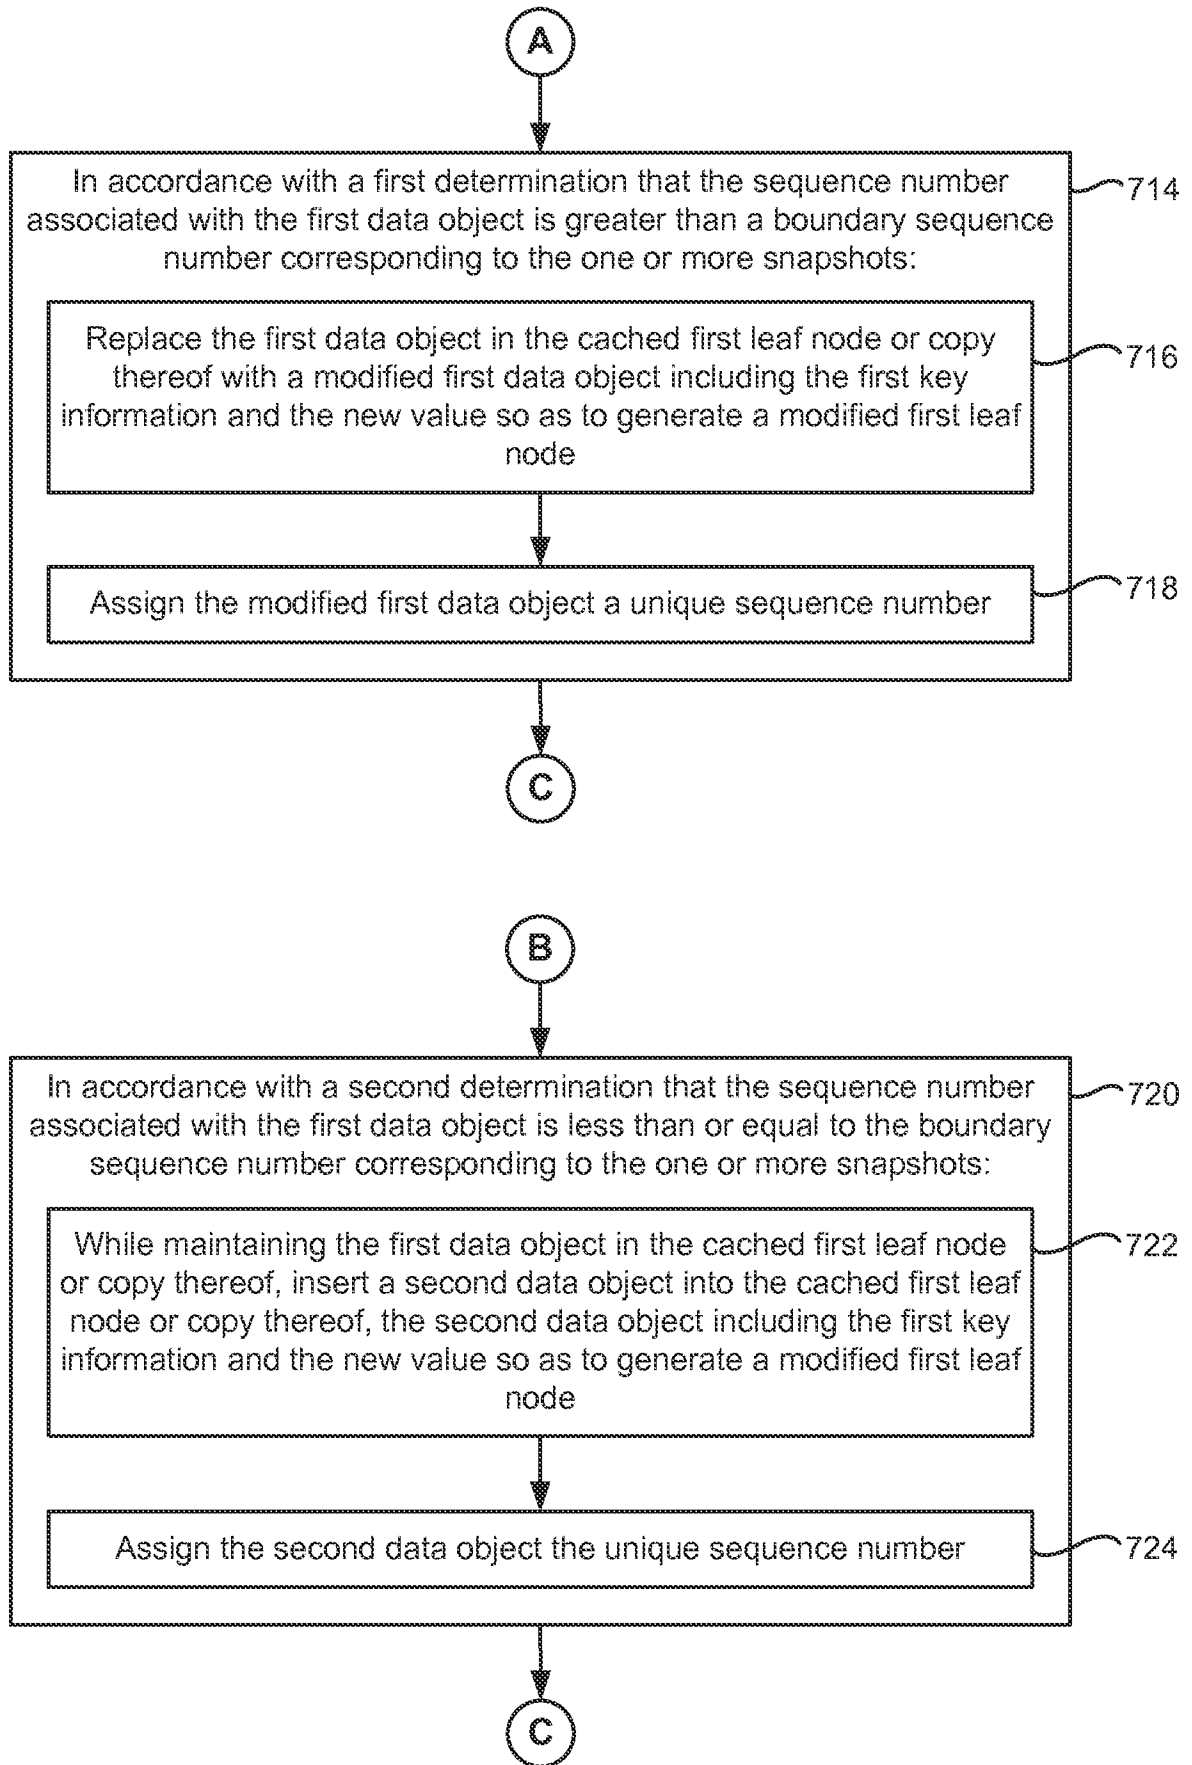 A
In accordance with a first determination that the sequence number
associated with the first data object is greater than a boundary sequence
number corresponding to the one or more snapshots:
714
Replace the first data object in the cached first leaf node or copy
thereof with a modified first data object including the first key
information and the new value so as to generate a modified first leaf
node
716
Assign the modified first data object a unique sequence number
718
C
B
In accordance with a second determination that the sequence number
associated with the first data object is less than or equal to the boundary
sequence number corresponding to the one or more snapshots:
720
While maintaining the first data object in the cached first leaf node
or copy thereof, insert a second data object into the cached first leaf
node or copy thereof, the second data object including the first key
information and the new value so as to generate a modified first leaf
node
722
Assign the second data object the unique sequence number
724
C